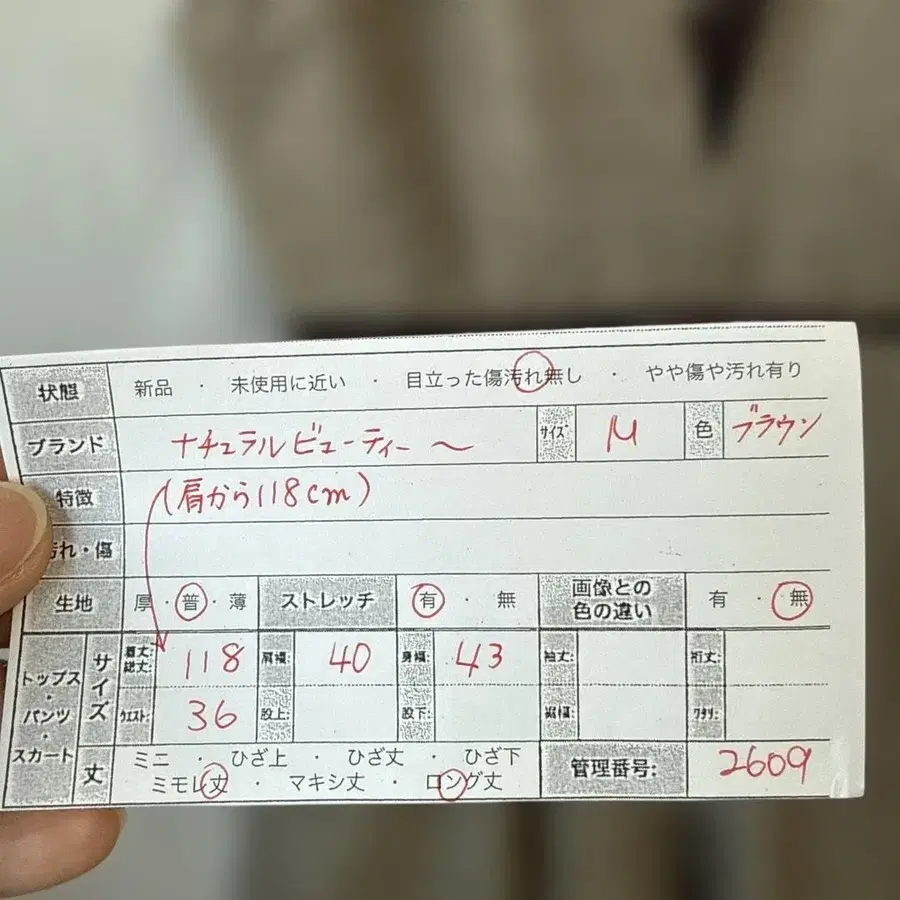 状態 新品 ・ 未使用に近い ・ 目立った傷汚れ無し ・ やや傷や汚れ有り
ブランド ナチュラルビューティー 〜 サイズ M 色 ブラウン
特徴 (肩から118cm)
汚れ・傷
生地 厚・普・薄 ストレッチ 有 ・ 無 画像との色の違い 有 ・ 無
トップス・パンツ・スカート サイズ 着丈:総丈: 118 肩幅: 40 身幅: 43 袖丈: 裄丈:
ウエスト: 36 股上: 股下: 裾幅: ワタリ:
丈 ミニ ・ ひざ上 ・ ひざ丈 ・ ひざ下
ミモレ丈 ・ マキシ丈 ・ ロング丈 管理番号: 2609